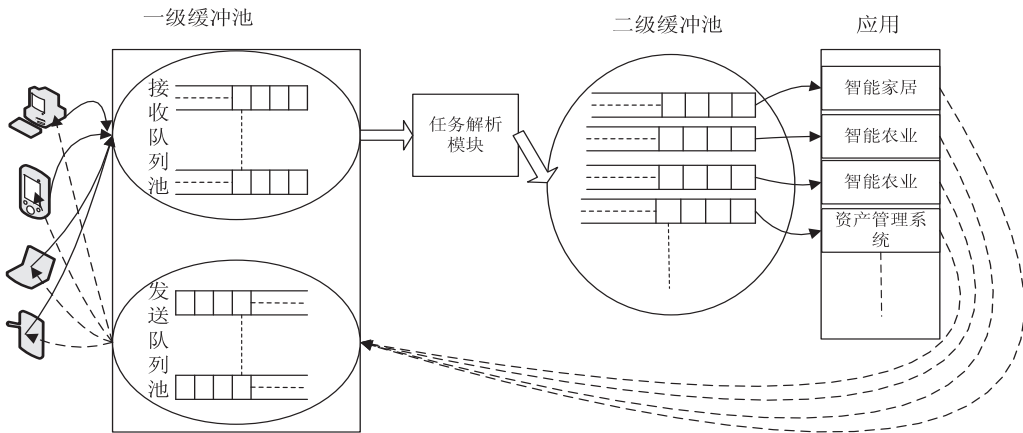 一级缓冲池
二级缓冲池
应用
接收队列池
任务解析
模块
智能家居
智能农业
智能农业
资产管理系
统
发送队列池